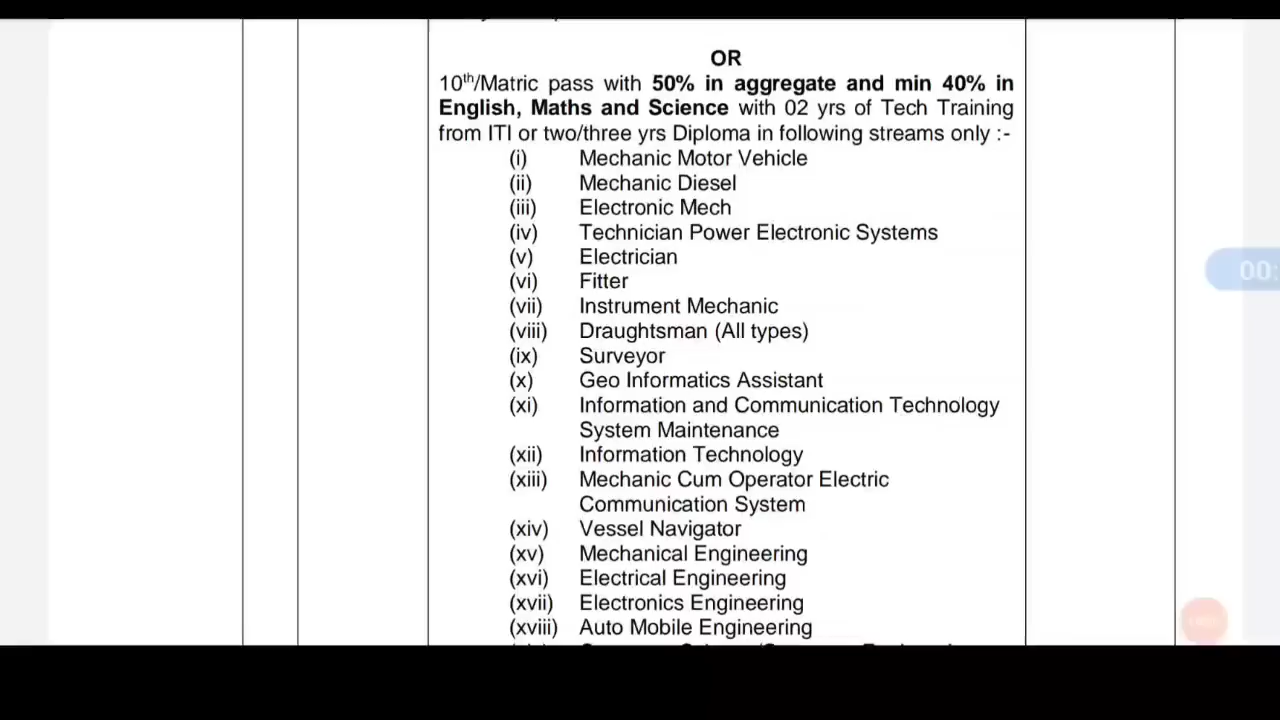 OR
10th/Matric pass with 50% in aggregate and min 40% in
English, Maths and Science with 02 yrs of Tech Training
from ITI or two/three yrs Diploma in following streams only :-
(i) Mechanic Motor Vehicle
(ii) Mechanic Diesel
(iii) Electronic Mech
(iv) Technician Power Electronic Systems
(v) Electrician
(vi) Fitter
(vii) Instrument Mechanic
(viii) Draughtsman (All types)
(ix) Surveyor
(x) Geo Informatics Assistant
(xi) Information and Communication Technology
System Maintenance
(xii) Information Technology
(xiii) Mechanic Cum Operator Electric
Communication System
(xiv) Vessel Navigator
(xv) Mechanical Engineering
(xvi) Electrical Engineering
(xvii) Electronics Engineering
(xviii) Auto Mobile Engineering
00: